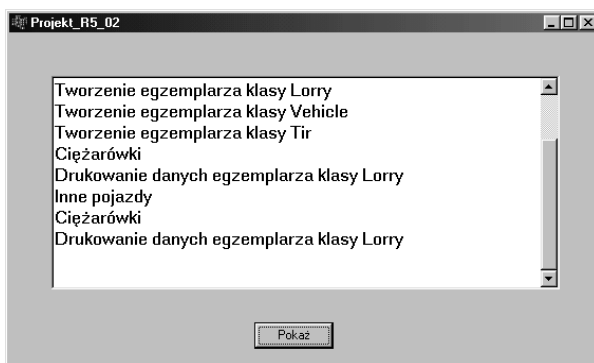 Projekt_R5_02
Tworzenie egzemplarza klasy Lorry
Tworzenie egzemplarza klasy Vehicle
Tworzenie egzemplarza klasy Tir
Ciężarówki
Drukowanie danych egzemplarza klasy Lorry
Inne pojazdy
Ciężarówki
Drukowanie danych egzemplarza klasy Lorry
Pokaż